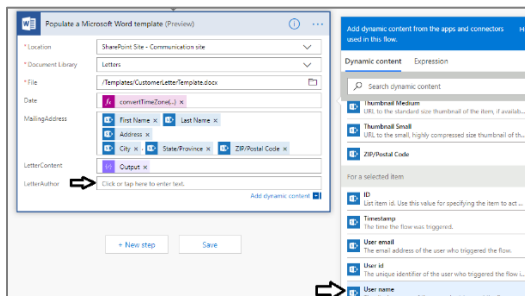 Populate a Microsoft Word template (Preview)
* Location
SharePoint Site - Communication site
* Document Library
Letters
* File
/Templates/CustomerLetterTemplate.docx
Date
fx convertTimeZone(...) ×
MailingAddress
First Name × Last Name ×
Address ×
City × , State/Province × ZIP/Postal Code ×
LetterContent
Output ×
LetterAuthor
Click or tap here to enter text.
Add dynamic content
+ New step
Save
Add dynamic content from the apps and connectors
used in this flow.
Dynamic content
Expression
Search dynamic content
Thumbnail Medium
URL to the standard size thumbnail of the item, if availab...
Thumbnail Small
URL to the small, highly compressed size thumbnail of th...
ZIP/Postal Code
For a selected item
ID
List item id. Use this value for specifying the item to act ...
Timestamp
The time the flow was triggered.
User email
The email address of the user who triggered the flow.
User id
The unique identifier of the user who triggered the flow i...
User name